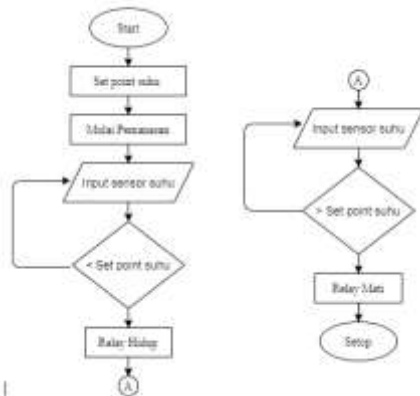 Start
Set point suhu
Mulai Pemanasan
Input sensor suhu
< Set point suhu
Relay Hidup
A
A
Input sensor suhu
> Set point suhu
Relay Mati
Setop